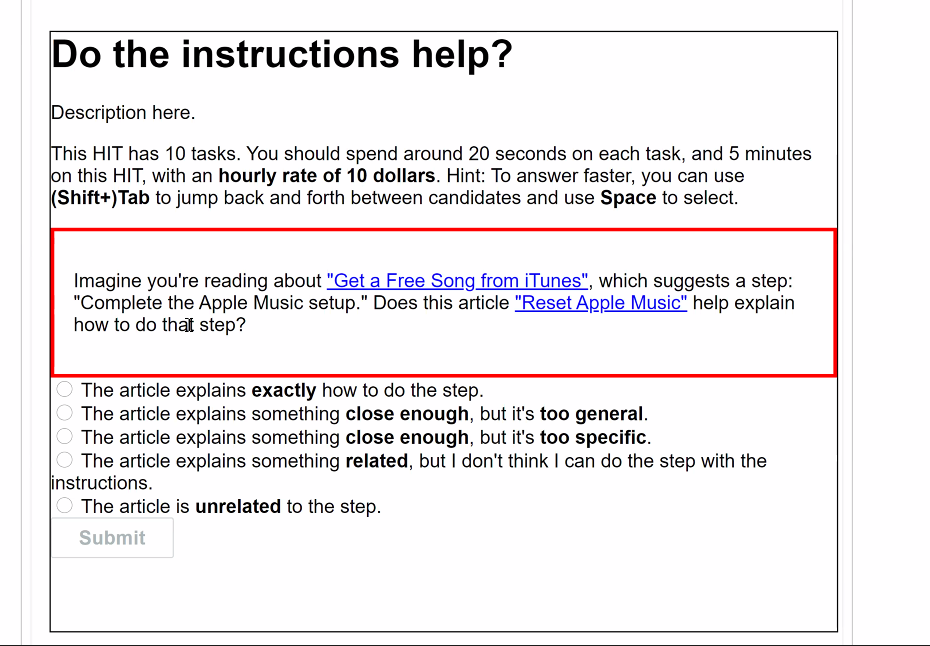 Do the instructions help?
Description here.
This HIT has 10 tasks. You should spend around 20 seconds on each task, and 5 minutes
on this HIT, with an hourly rate of 10 dollars. Hint: To answer faster, you can use
(Shift+)Tab to jump back and forth between candidates and use Space to select.
Imagine you're reading about "Get a Free Song from iTunes", which suggests a step:
"Complete the Apple Music setup." Does this article "Reset Apple Music" help explain
how to do that step?
The article explains exactly how to do the step.
The article explains something close enough, but it's too general.
The article explains something close enough, but it's too specific.
The article explains something related, but I don't think I can do the step with the
instructions.
The article is unrelated to the step.
Submit